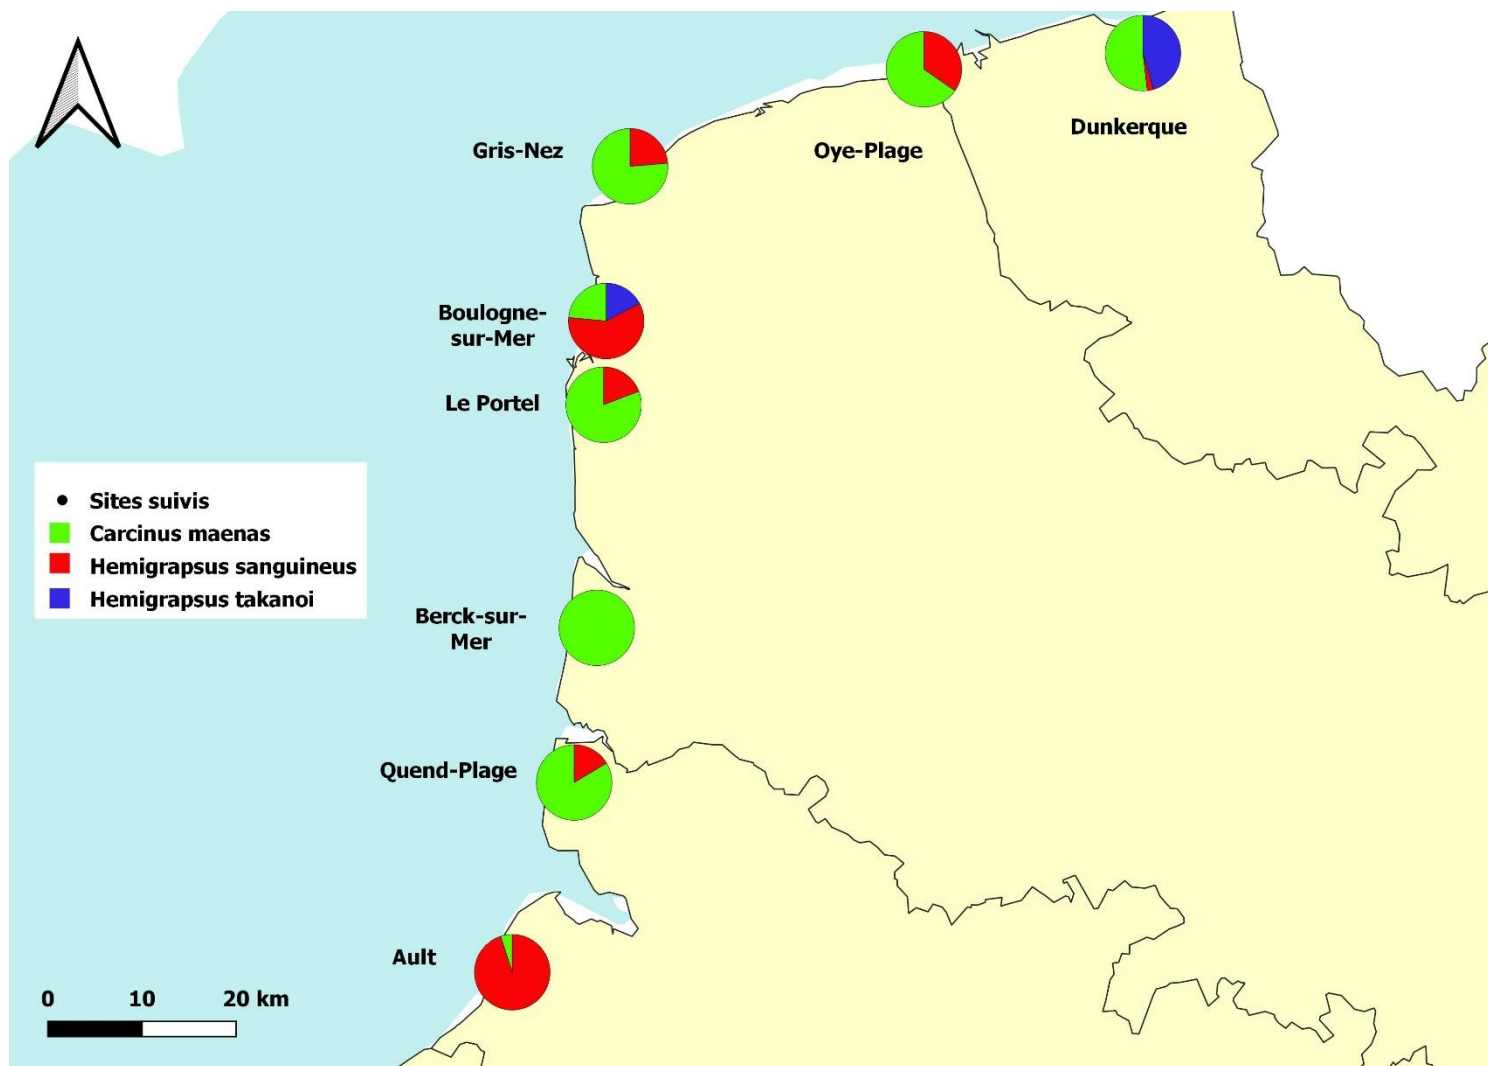 Dunkerque
Oye-Plage
Gris-Nez
Boulogne-
sur-Mer
Le Portel
Sites suivis
Carcinus maenas
Hemigrapsus sanguineus
Hemigrapsus takanoi
Berck-sur-
Mer
Quend-Plage
Ault
0 10 20 km